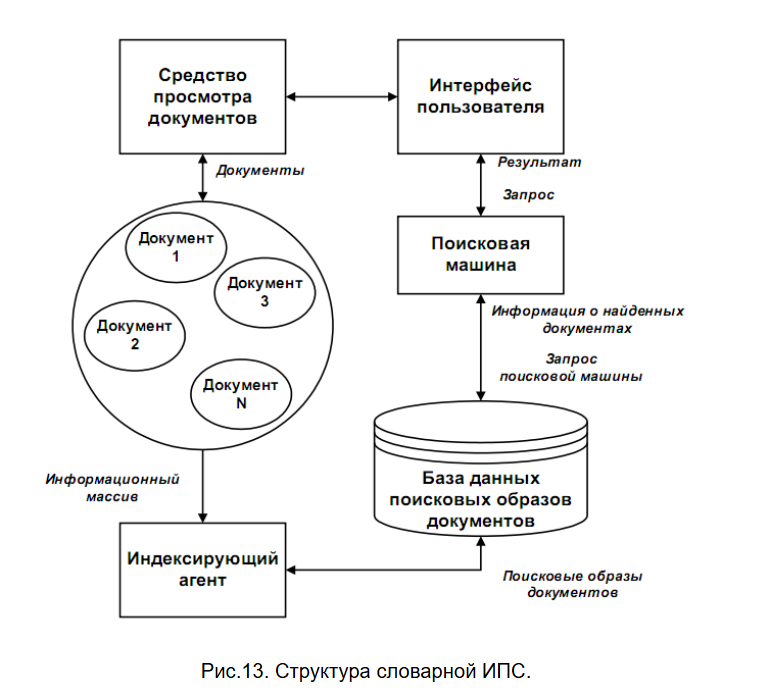 Средство
просмотра
документов
Интерфейс
пользователя
Документы
Результат
Запрос
Документ
1
Документ
3
Документ
2
Документ
N
Поисковая
машина
Информация о найденных
документах
Запрос
поисковой машины
База данных
поисковых образов
документов
Информационный
массив
Индексирующий
агент
Поисковые образы
документов
Рис.13. Структура словарной ИПС.